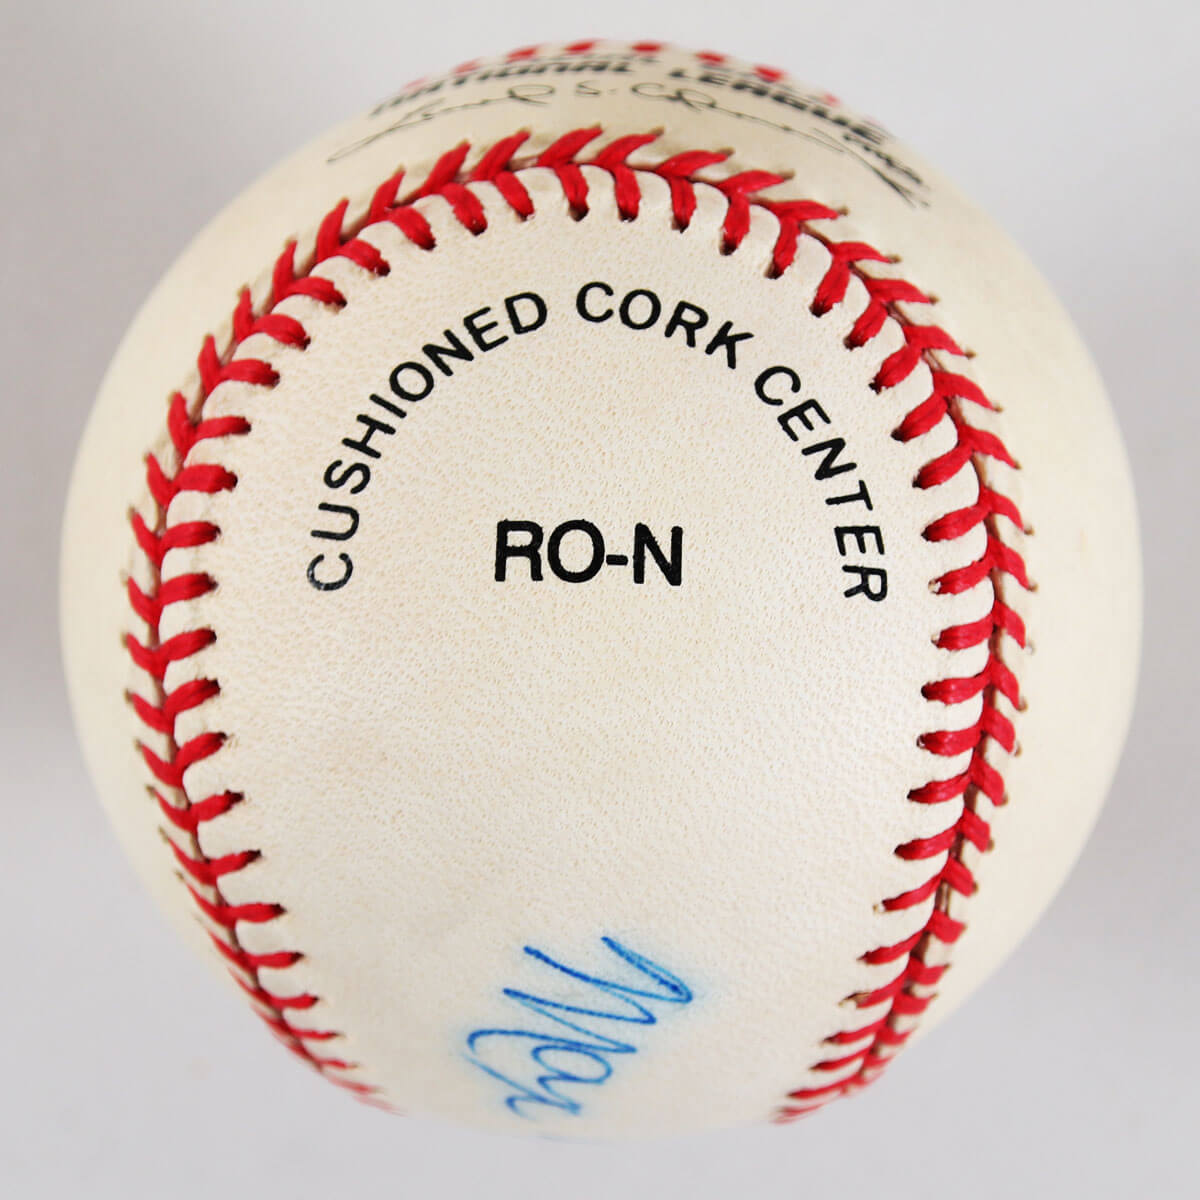 NATIONAL LEAGUE
CUSHIONED CORK CENTER
RO-N